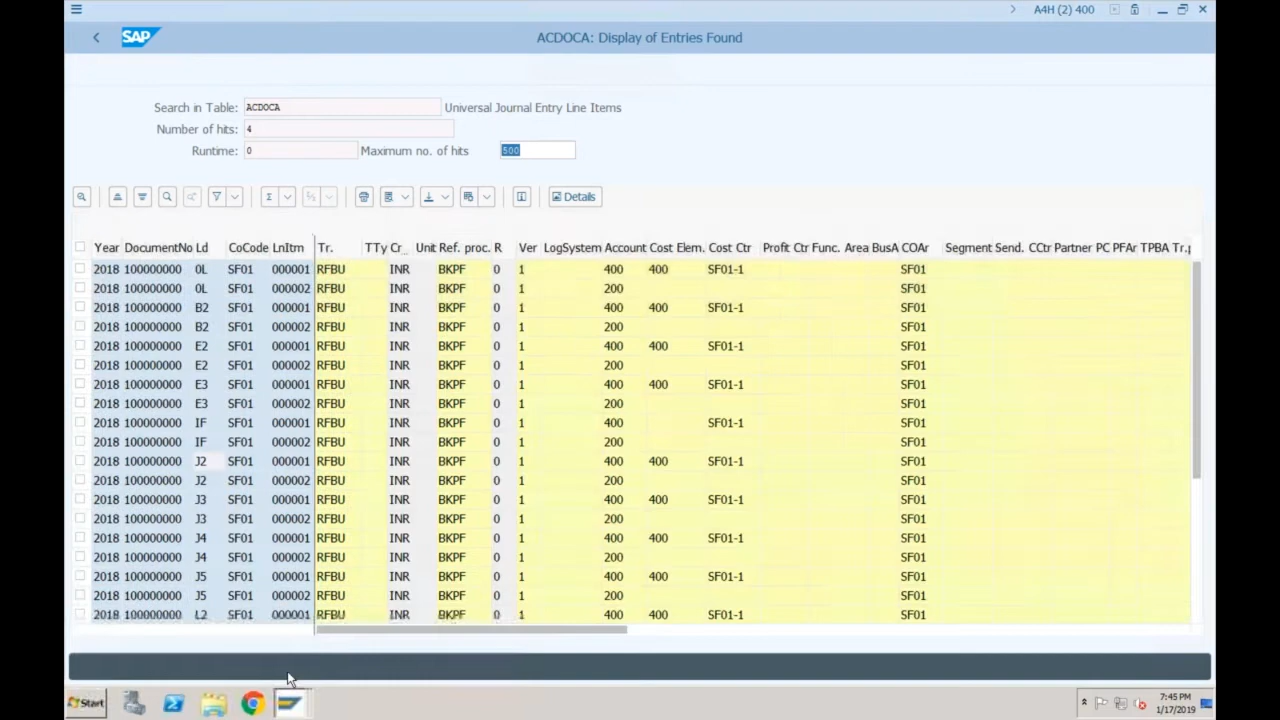 A4H (2) 400
SAP
ACDOCA: Display of Entries Found
Search in Table: ACDOCA Universal Journal Entry Line Items
Number of hits: 4
Runtime: 0 Maximum no. of hits 500
Σ Details
Year DocumentNo Ld CoCode LnItm Tr. TTy Cr_ Unit Ref. proc. R Ver LogSystem Account Cost Elem. Cost Ctr Profit Ctr Func. Area BusA COAr Segment Send. CCtr Partner PC PFAr TPBA Tr.p
2018 100000000 0L SF01 000001 RFBU INR BKPF 0 1 400 400 SF01-1 SF01
2018 100000000 0L SF01 000002 RFBU INR BKPF 0 1 200 SF01
2018 100000000 B2 SF01 000001 RFBU INR BKPF 0 1 400 400 SF01-1 SF01
2018 100000000 B2 SF01 000002 RFBU INR BKPF 0 1 200 SF01
2018 100000000 E2 SF01 000001 RFBU INR BKPF 0 1 400 400 SF01-1 SF01
2018 100000000 E2 SF01 000002 RFBU INR BKPF 0 1 200 SF01
2018 100000000 E3 SF01 000001 RFBU INR BKPF 0 1 400 400 SF01-1 SF01
2018 100000000 E3 SF01 000002 RFBU INR BKPF 0 1 200 SF01
2018 100000000 IF SF01 000001 RFBU INR BKPF 0 1 400 SF01-1 SF01
2018 100000000 IF SF01 000002 RFBU INR BKPF 0 1 200 SF01
2018 100000000 J2 SF01 000001 RFBU INR BKPF 0 1 400 400 SF01-1 SF01
2018 100000000 J2 SF01 000002 RFBU INR BKPF 0 1 200 SF01
2018 100000000 J3 SF01 000001 RFBU INR BKPF 0 1 400 400 SF01-1 SF01
2018 100000000 J3 SF01 000002 RFBU INR BKPF 0 1 200 SF01
2018 100000000 J4 SF01 000001 RFBU INR BKPF 0 1 400 400 SF01-1 SF01
2018 100000000 J4 SF01 000002 RFBU INR BKPF 0 1 200 SF01
2018 100000000 J5 SF01 000001 RFBU INR BKPF 0 1 400 400 SF01-1 SF01
2018 100000000 J5 SF01 000002 RFBU INR BKPF 0 1 200 SF01
2018 100000000 L2 SF01 000001 RFBU INR BKPF 0 1 400 400 SF01-1 SF01
Start
7:45 PM
1/17/2019